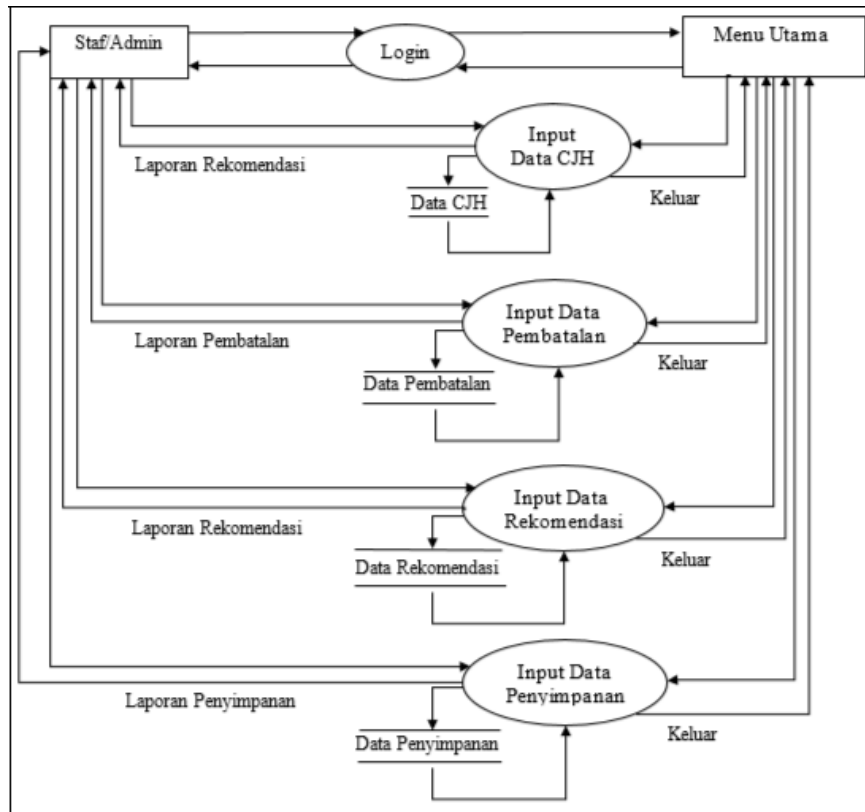 Staf/Admin
Login
Menu Utama
Input
Data CJH
Laporan Rekomendasi
Data CJH
Keluar
Input Data
Pembatalan
Laporan Pembatalan
Keluar
Data Pembatalan
Input Data
Rekomendasi
Laporan Rekomendasi
Keluar
Data Rekomendasi
Input Data
Penyimpanan
Laporan Penyimpanan
Keluar
Data Penyimpanan